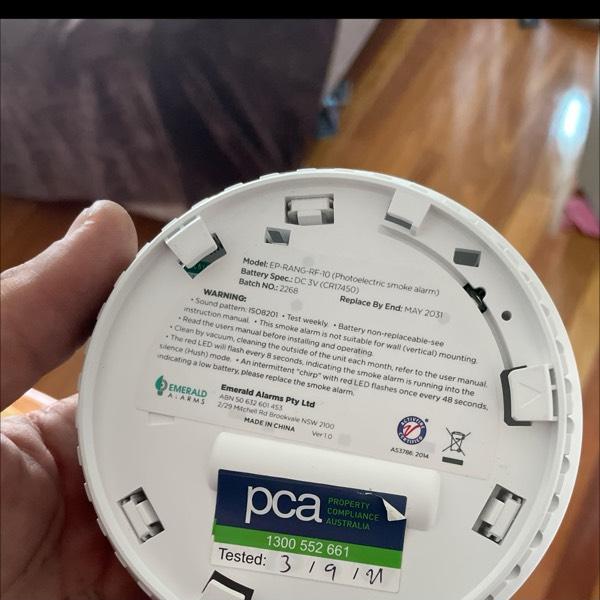 Model: EP-RANG-RF-10 (Photoelectric smoke alarm)
Battery Spec.: DC 3V (CR17450)
Batch NO.: 2268 Replace By End: MAY 2031
WARNING:
• Sound pattern: ISO8201 • Test weekly. • Battery non-replaceable-see
instruction manual. • This smoke alarm is not suitable for wall (vertical) mounting.
• Read the users manual before installing and operating.
• Clean by vacuum, cleaning the outside of the unit each month, refer to the user manual.
• The red LED will flash every 8 seconds, indicating the smoke alarm is running into the
silence (Hush) mode. • An intermittent "chirp" with red LED flashes once every 48 seconds,
indicating a low battery, please replace the smoke alarm.
EMERALD
ALARMS
Emerald Alarms Pty Ltd
ABN 50 632 601 453
2/29 Mitchell Rd Brookvale NSW 2100
MADE IN CHINA Ver 1.0
ACTIVFIRE
CERTIFIED
AS3786: 2014
pca PROPERTY
COMPLIANCE
AUSTRALIA
1300 552 661
Tested: 3 / 9 / 21